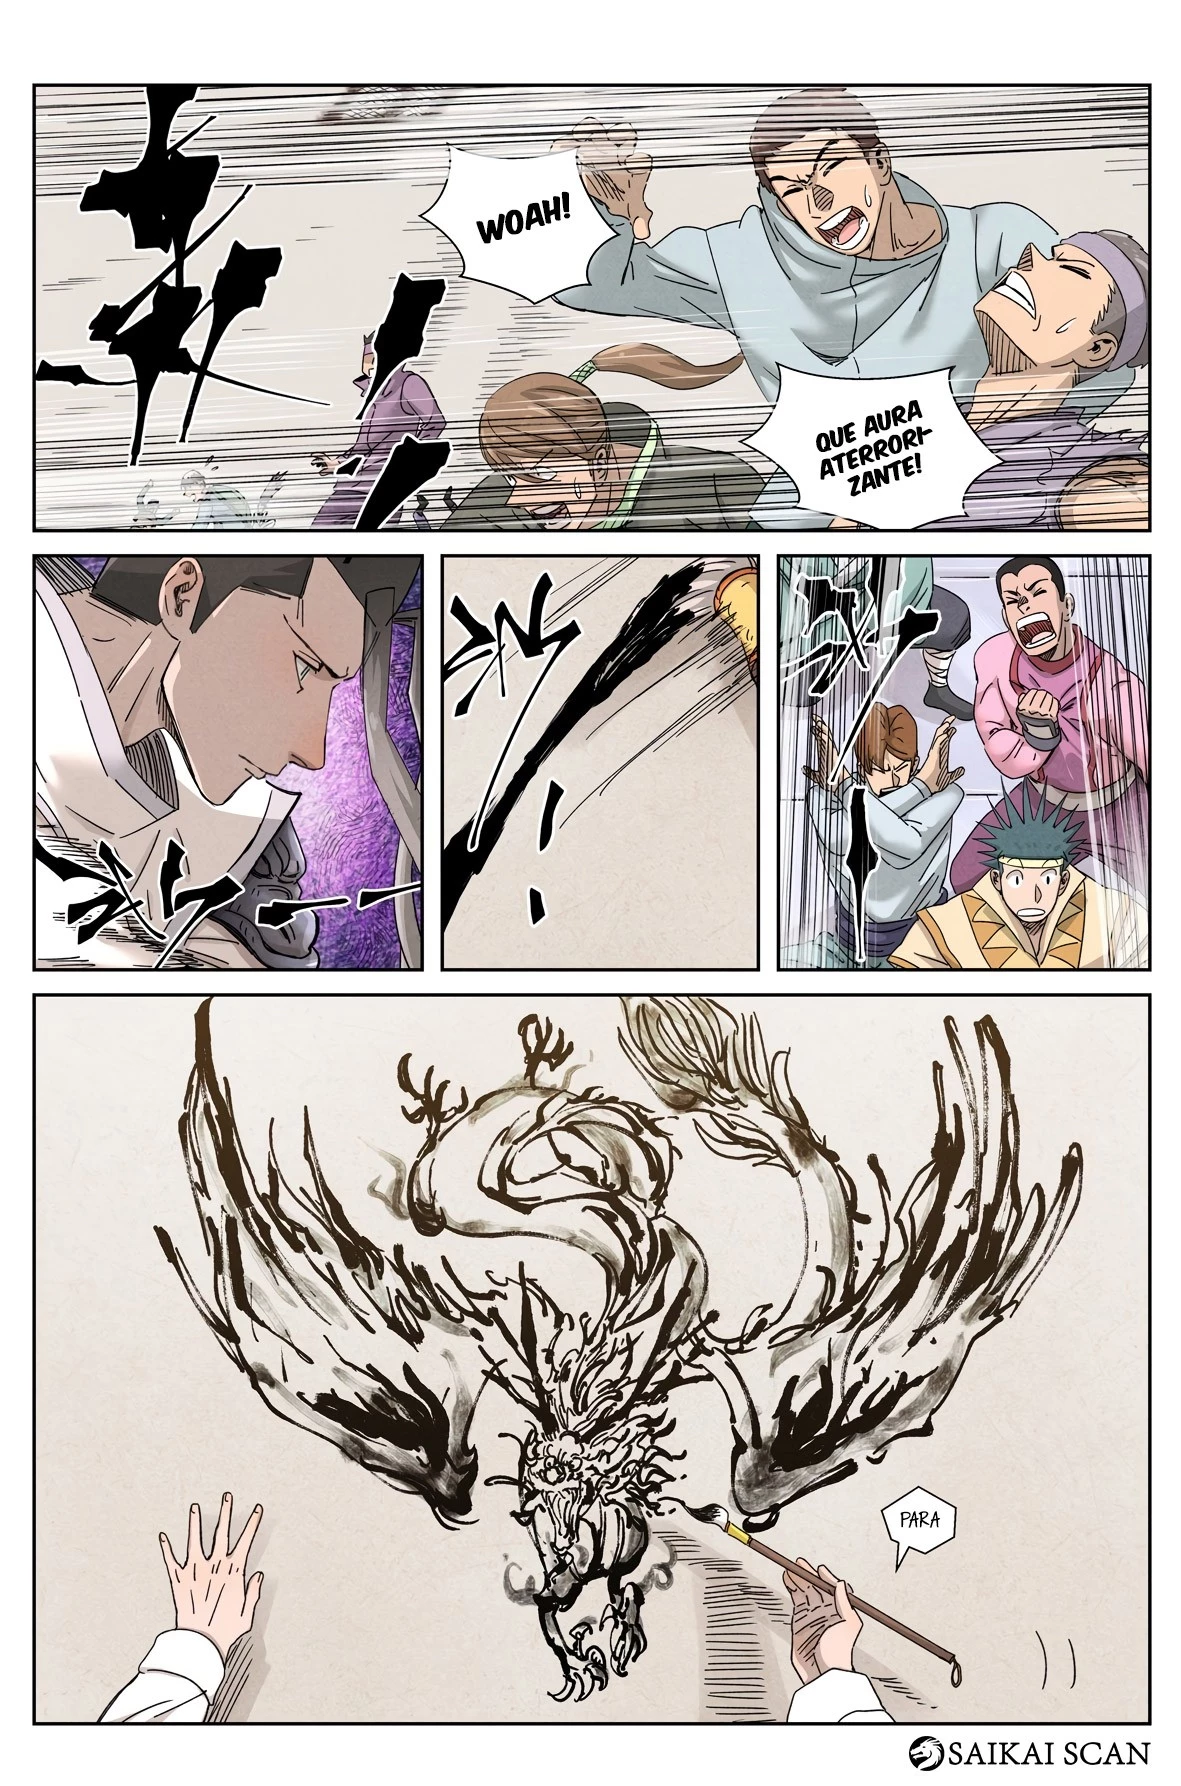 WOAH!
QUE AURA
ATERRORI-
ZANTE!
PARA
SAIKAI SCAN